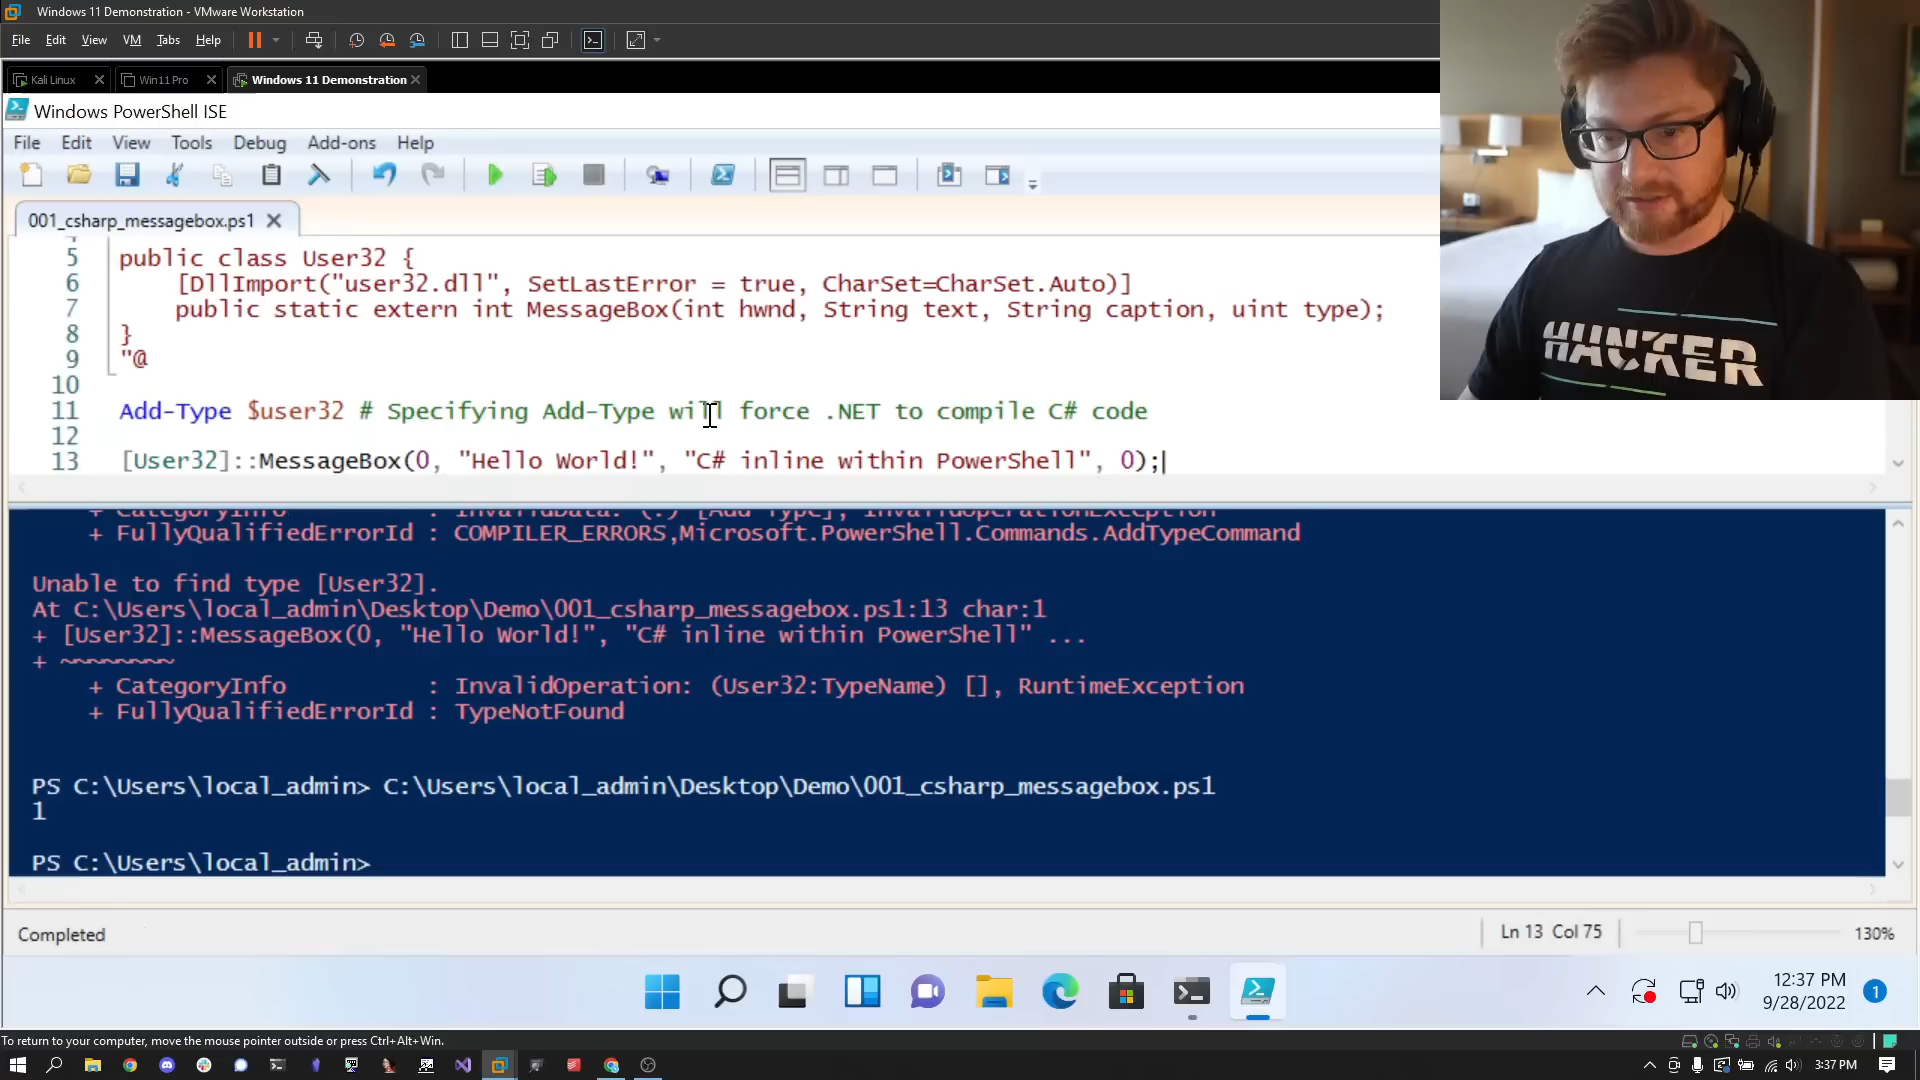 Windows 11 Demonstration - VMware Workstation
File Edit View VM Tabs Help
Kali Linux Win11 Pro Windows 11 Demonstration
Windows PowerShell ISE
File Edit View Tools Debug Add-ons Help
001_csharp_messagebox.ps1
5 public class User32 {
6 [DllImport("user32.dll", SetLastError = true, CharSet=CharSet.Auto)]
7 public static extern int MessageBox(int hwnd, String text, String caption, uint type);
8 }
9 "@
10
11 Add-Type $user32 # Specifying Add-Type will force .NET to compile C# code
12
13 [User32]::MessageBox(0, "Hello World!", "C# inline within PowerShell", 0);
HACKER
+ CategoryInfo : InvalidData: (:) [Add-Type], InvalidOperationException
+ FullyQualifiedErrorId : COMPILER_ERRORS,Microsoft.PowerShell.Commands.AddTypeCommand
Unable to find type [User32].
At C:\Users\local_admin\Desktop\Demo\001_csharp_messagebox.ps1:13 char:1
+ [User32]::MessageBox(0, "Hello World!", "C# inline within PowerShell" ...
+ ~~~~~~~~
+ CategoryInfo : InvalidOperation: (User32:TypeName) [], RuntimeException
+ FullyQualifiedErrorId : TypeNotFound
PS C:\Users\local_admin> C:\Users\local_admin\Desktop\Demo\001_csharp_messagebox.ps1
1
PS C:\Users\local_admin>
Completed
Ln 13 Col 75
130%
12:37 PM
9/28/2022
1
To return to your computer, move the mouse pointer outside or press Ctrl+Alt+Win.
3:37 PM